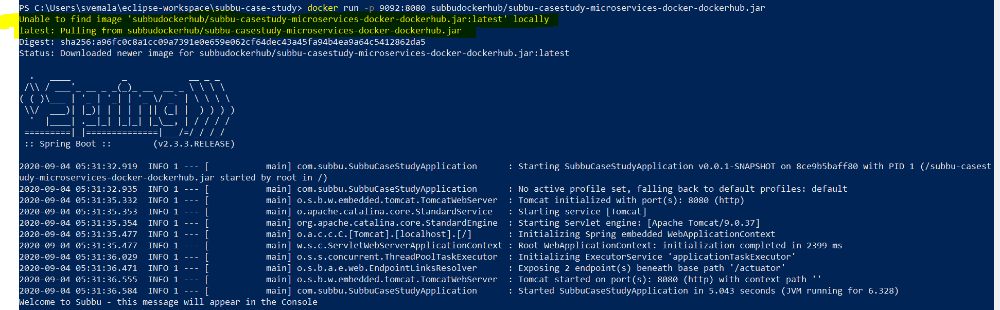 PS C:\Users\svemala\eclipse-workspace\subbu-case-study> docker run -p 9092:8080 subbudockerhub/subbu-casestudy-microservices-docker-dockerhub.jar
Unable to find image 'subbudockerhub/subbu-casestudy-microservices-docker-dockerhub.jar:latest' locally
latest: Pulling from subbudockerhub/subbu-casestudy-microservices-docker-dockerhub.jar
Digest: sha256:a96fc0c8a1cc09a7391e0e659e062cf64dec43a45fa94b4ea9a64c5412862da5
Status: Downloaded newer image for subbudockerhub/subbu-casestudy-microservices-docker-dockerhub.jar:latest
  .   ____          _            __ _ _
 /\\ / ___'_ __ _ _(_)_ __  __ _ \ \ \ \
( ( )\___ | '_ | '_| | '_ \/ _` | \ \ \ \
 \\/  ___)| |_)| | | | | || (_| |  ) ) ) )
  '  |____| .__|_| |_|_| |_\__, | / / / /
 =========|_|==============|___/=/_/_/_/
 :: Spring Boot ::        (v2.3.3.RELEASE)
2020-09-04 05:31:32.919  INFO 1 --- [           main] com.subbu.SubbuCaseStudyApplication      : Starting SubbuCaseStudyApplication v0.0.1-SNAPSHOT on 8ce9b5baff80 with PID 1 (/subbu-casest
udy-microservices-docker-dockerhub.jar started by root in /)
2020-09-04 05:31:32.935  INFO 1 --- [           main] com.subbu.SubbuCaseStudyApplication      : No active profile set, falling back to default profiles: default
2020-09-04 05:31:35.332  INFO 1 --- [           main] o.s.b.w.embedded.tomcat.TomcatWebServer  : Tomcat initialized with port(s): 8080 (http)
2020-09-04 05:31:35.353  INFO 1 --- [           main] o.apache.catalina.core.StandardService   : Starting service [Tomcat]
2020-09-04 05:31:35.354  INFO 1 --- [           main] org.apache.catalina.core.StandardEngine  : Starting Servlet engine: [Apache Tomcat/9.0.37]
2020-09-04 05:31:35.477  INFO 1 --- [           main] o.a.c.c.C.[Tomcat].[localhost].[/]       : Initializing Spring embedded WebApplicationContext
2020-09-04 05:31:35.477  INFO 1 --- [           main] w.s.c.ServletWebServerApplicationContext : Root WebApplicationContext: initialization completed in 2399 ms
2020-09-04 05:31:36.029  INFO 1 --- [           main] o.s.s.concurrent.ThreadPoolTaskExecutor  : Initializing ExecutorService 'applicationTaskExecutor'
2020-09-04 05:31:36.471  INFO 1 --- [           main] o.s.b.a.e.web.EndpointLinksResolver      : Exposing 2 endpoint(s) beneath base path '/actuator'
2020-09-04 05:31:36.555  INFO 1 --- [           main] o.s.b.w.embedded.tomcat.TomcatWebServer  : Tomcat started on port(s): 8080 (http) with context path ''
2020-09-04 05:31:36.584  INFO 1 --- [           main] com.subbu.SubbuCaseStudyApplication      : Started SubbuCaseStudyApplication in 5.043 seconds (JVM running for 6.328)
Welcome to Subbu - this message will appear in the Console